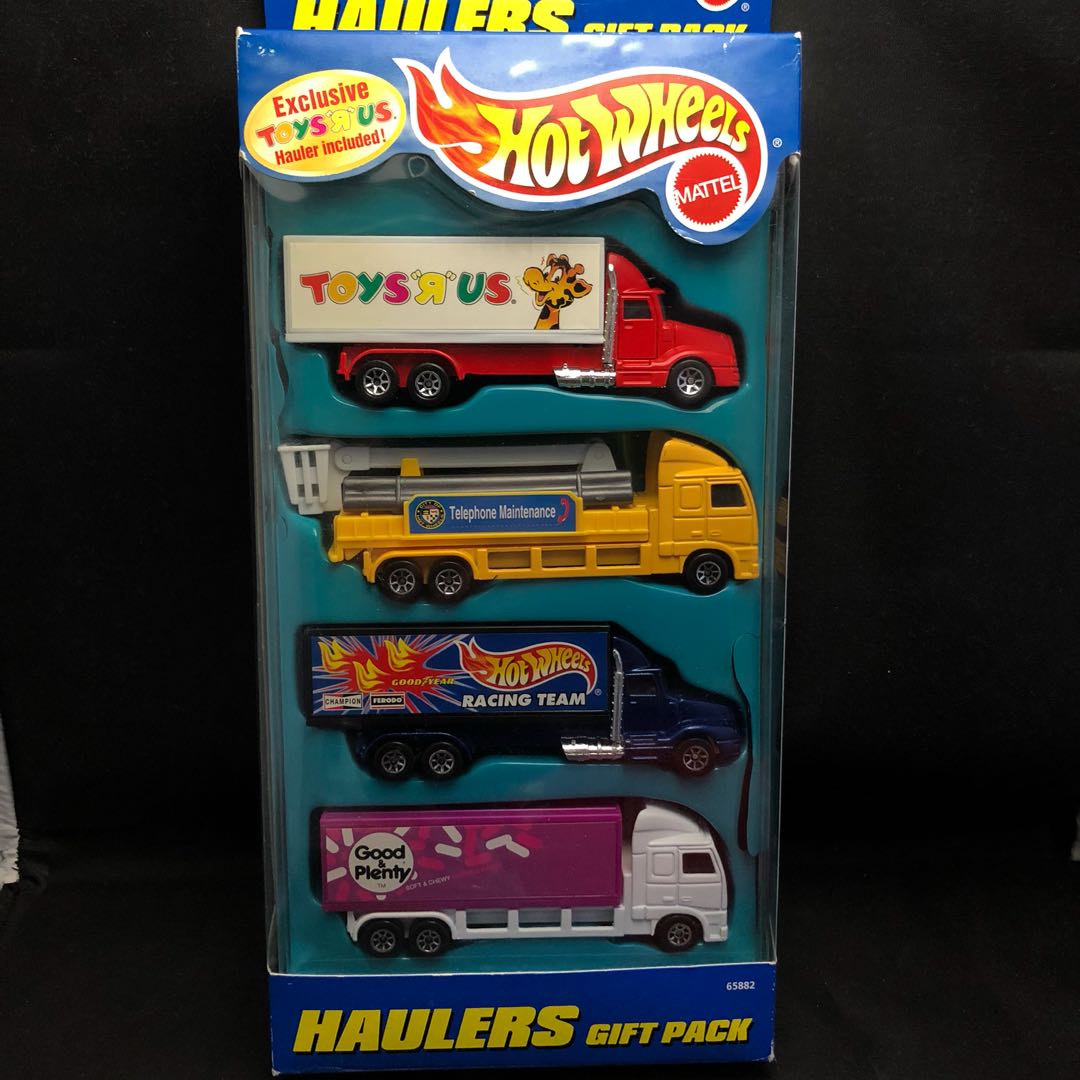 HAULERS GIFT PACK
®
Exclusive
TOYS "R" US.
Hauler included!
HOT WHEELS
®
MATTEL
TOYS "R" US®
Telephone Maintenance
GOODYEAR
CHAMPION
FERODO
HOT WHEELS
®
RACING TEAM
Good
&
Plenty
TM
SOFT & CHEWY
65882
HAULERS GIFT PACK